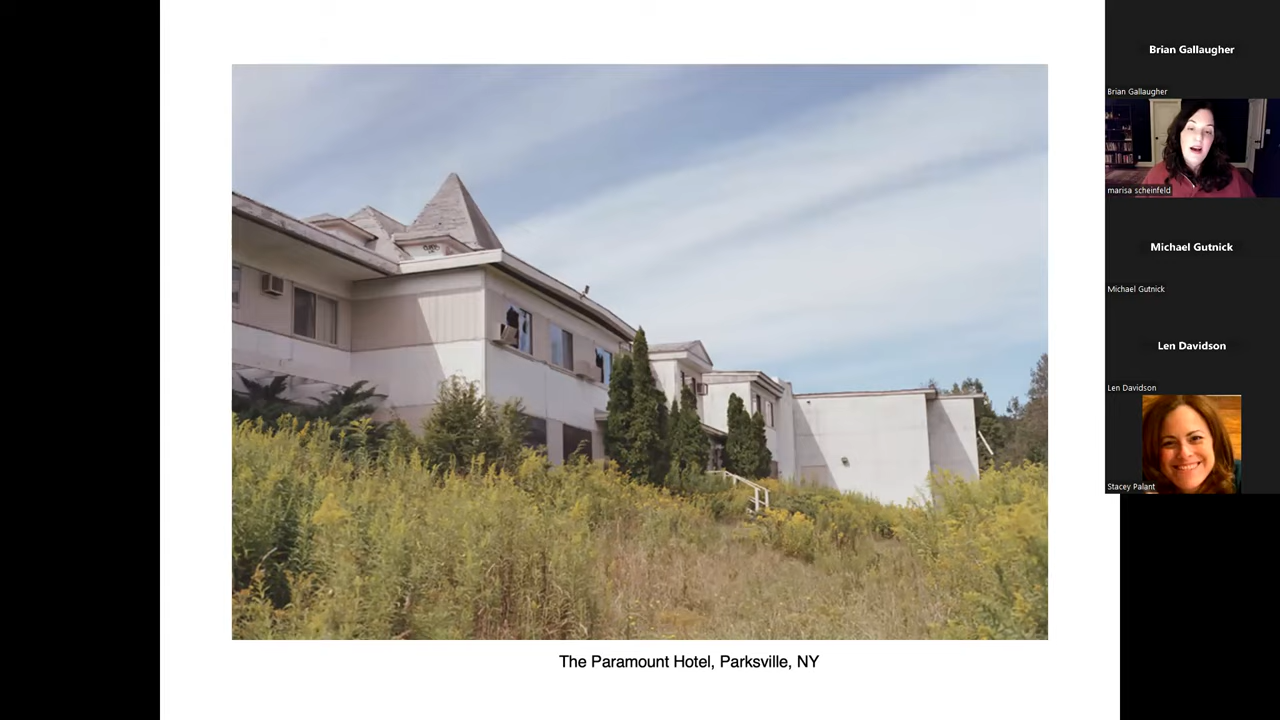 Brian Gallaugher
Brian Gallaugher
marisa scheinfeld
Michael Gutnick
Michael Gutnick
Len Davidson
Len Davidson
Stacey Palant
The Paramount Hotel, Parksville, NY